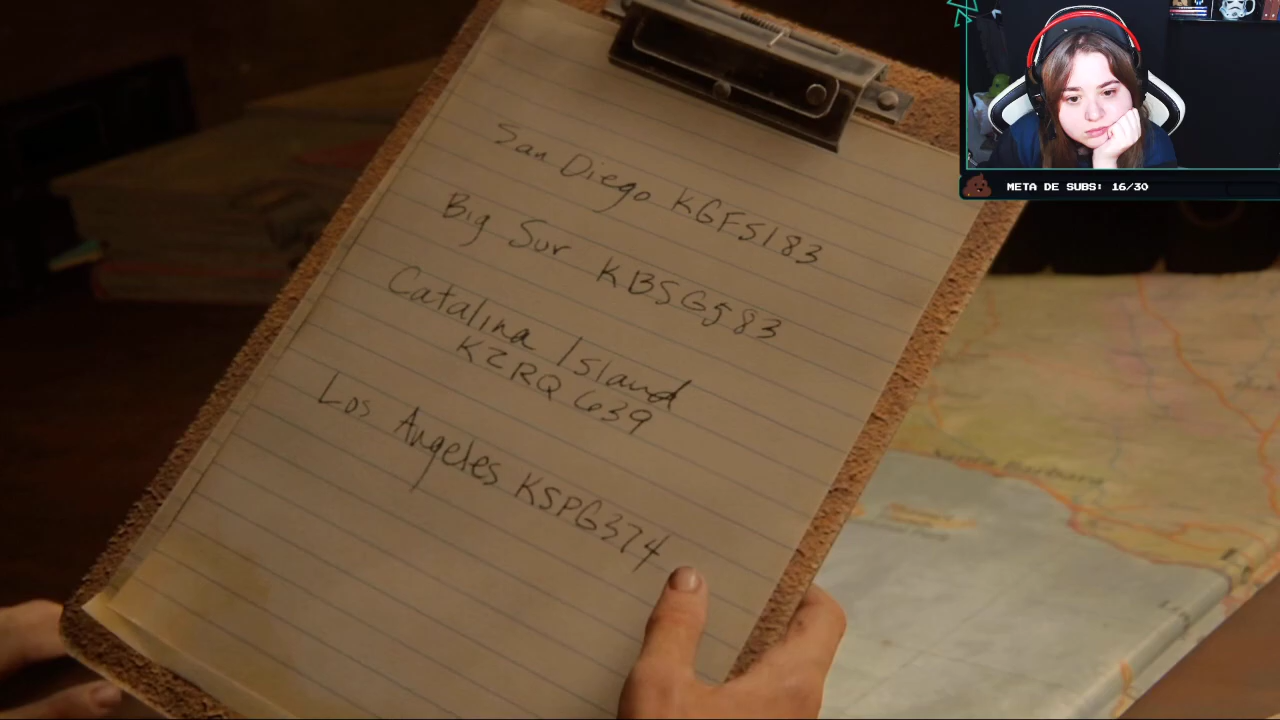 San Diego KGFS183
Big Sur KBSG583
Catalina Island
KZRQ 639
Los Angeles KSPG374
META DE SUBS: 16/30